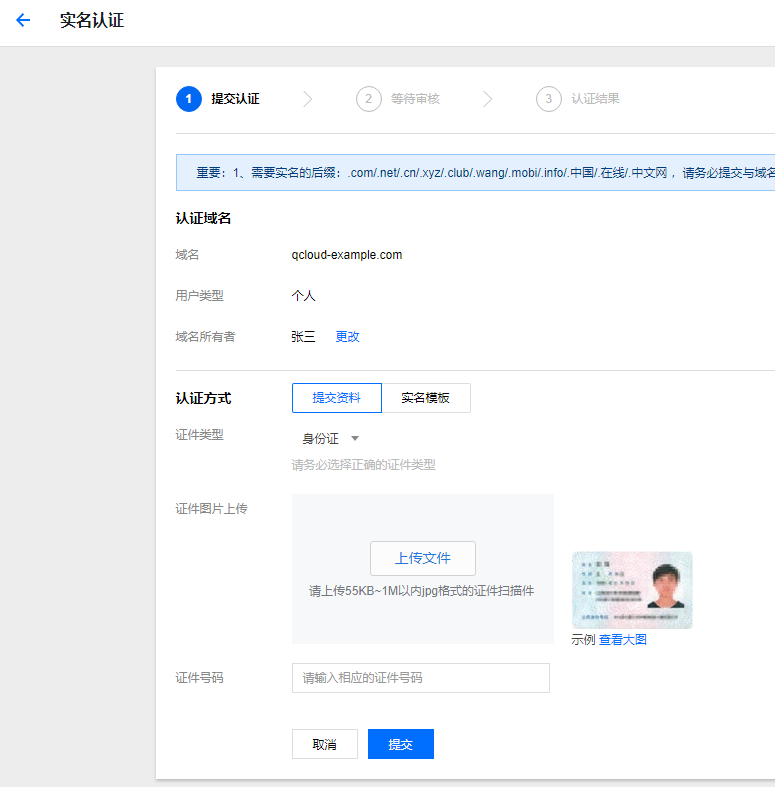 实名认证
1 提交认证 2 等待审核 3 认证结果
重要：1、需要实名的后缀：.com/.net/.cn/.xyz/.club/.wang/.mobi/.info/.中国/.在线/.中文网 ，请务必提交与域名
认证域名
域名 qcloud-example.com
用户类型 个人
域名所有者 张三 更改
认证方式 提交资料 实名模板
证件类型 身份证
请务必选择正确的证件类型
证件图片上传
上传文件
请上传55KB~1M以内jpg格式的证件扫描件
示例 查看大图
证件号码 请输入相应的证件号码
取消 提交